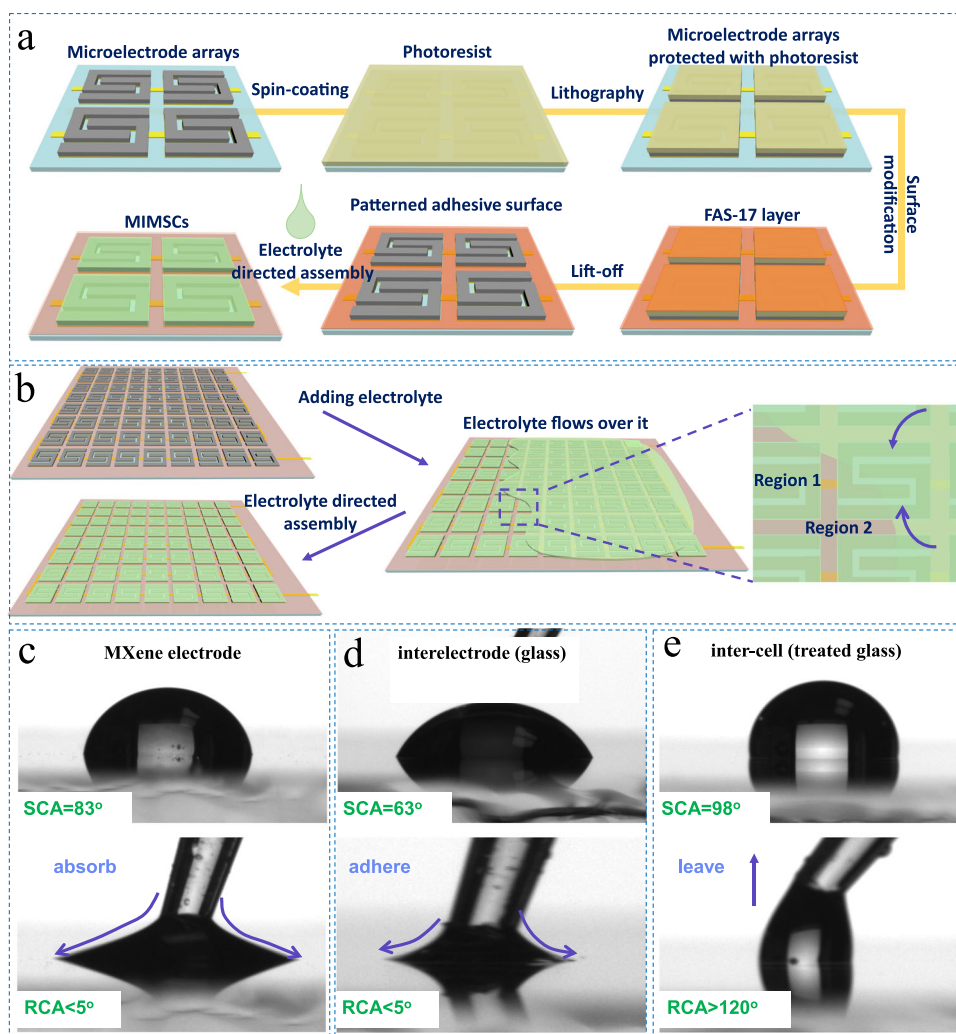 a
Microelectrode arrays
Spin-coating
Photoresist
Lithography
Microelectrode arrays
protected with photoresist
Surface
modification
MIMSCs
Electrolyte
directed assembly
Patterned adhesive surface
Lift-off
FAS-17 layer
b
Adding electrolyte
Electrolyte flows over it
Electrolyte directed
assembly
Region 1
Region 2
c
MXene electrode
SCA=83°
absorb
RCA<5°
d
interelectrode (glass)
SCA=63°
adhere
RCA<5°
e
inter-cell (treated glass)
SCA=98°
leave
RCA>120°